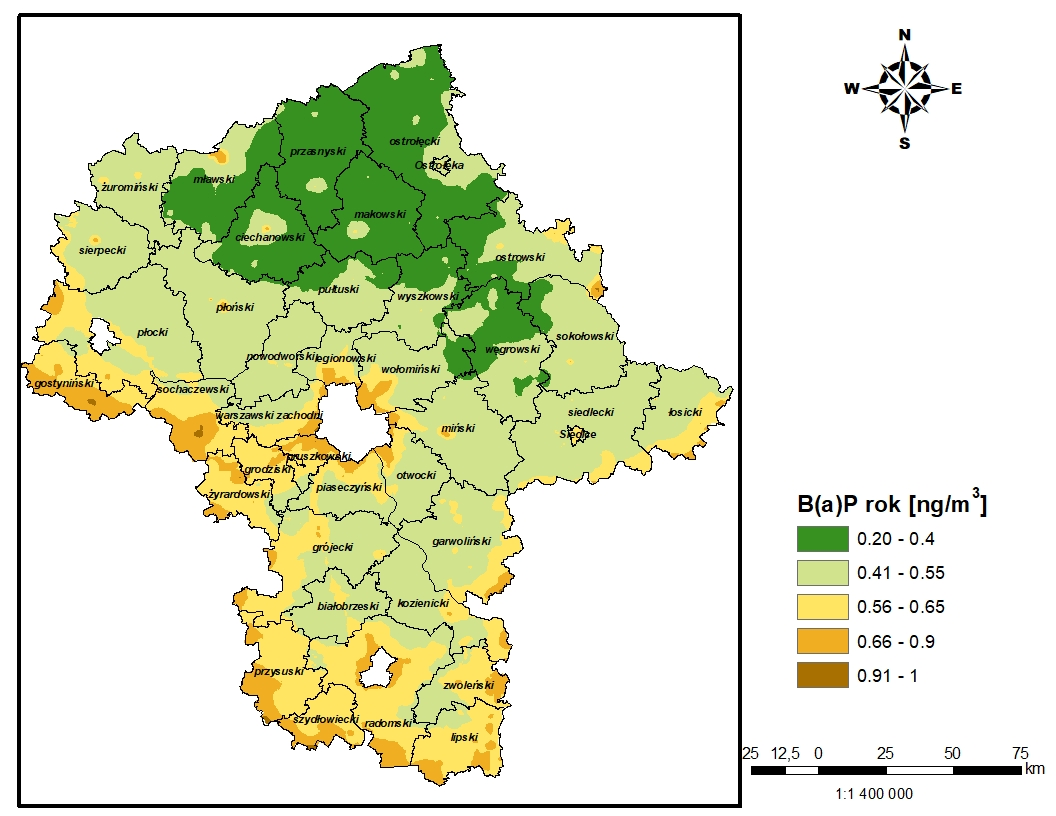 N
W E
S
ostrołęcki
przasnyski
Ostrołęka
mławski
żuromiński
makowski
ciechanowski
sierpecki
ostrowski
pułtuski
wyszkowski
płoński
płocki
sokołowski
węgrowski
nowodworski
legionowski
wołomiński
gostyniński
sochaczewski
warszawski zachodni
siedlecki
łosicki
miński
Siedlce
pruszkowski
grodziski
otwocki
żyrardowski
piaseczyński
garwoliński
grójecki
białobrzeski
kozienicki
przysuski
zwoleński
szydłowiecki
radomski
lipski
B(a)P rok [ng/m³]
0.20 - 0.4
0.41 - 0.55
0.56 - 0.65
0.66 - 0.9
0.91 - 1
25 12,5 0 25 50 75
km
1:1 400 000